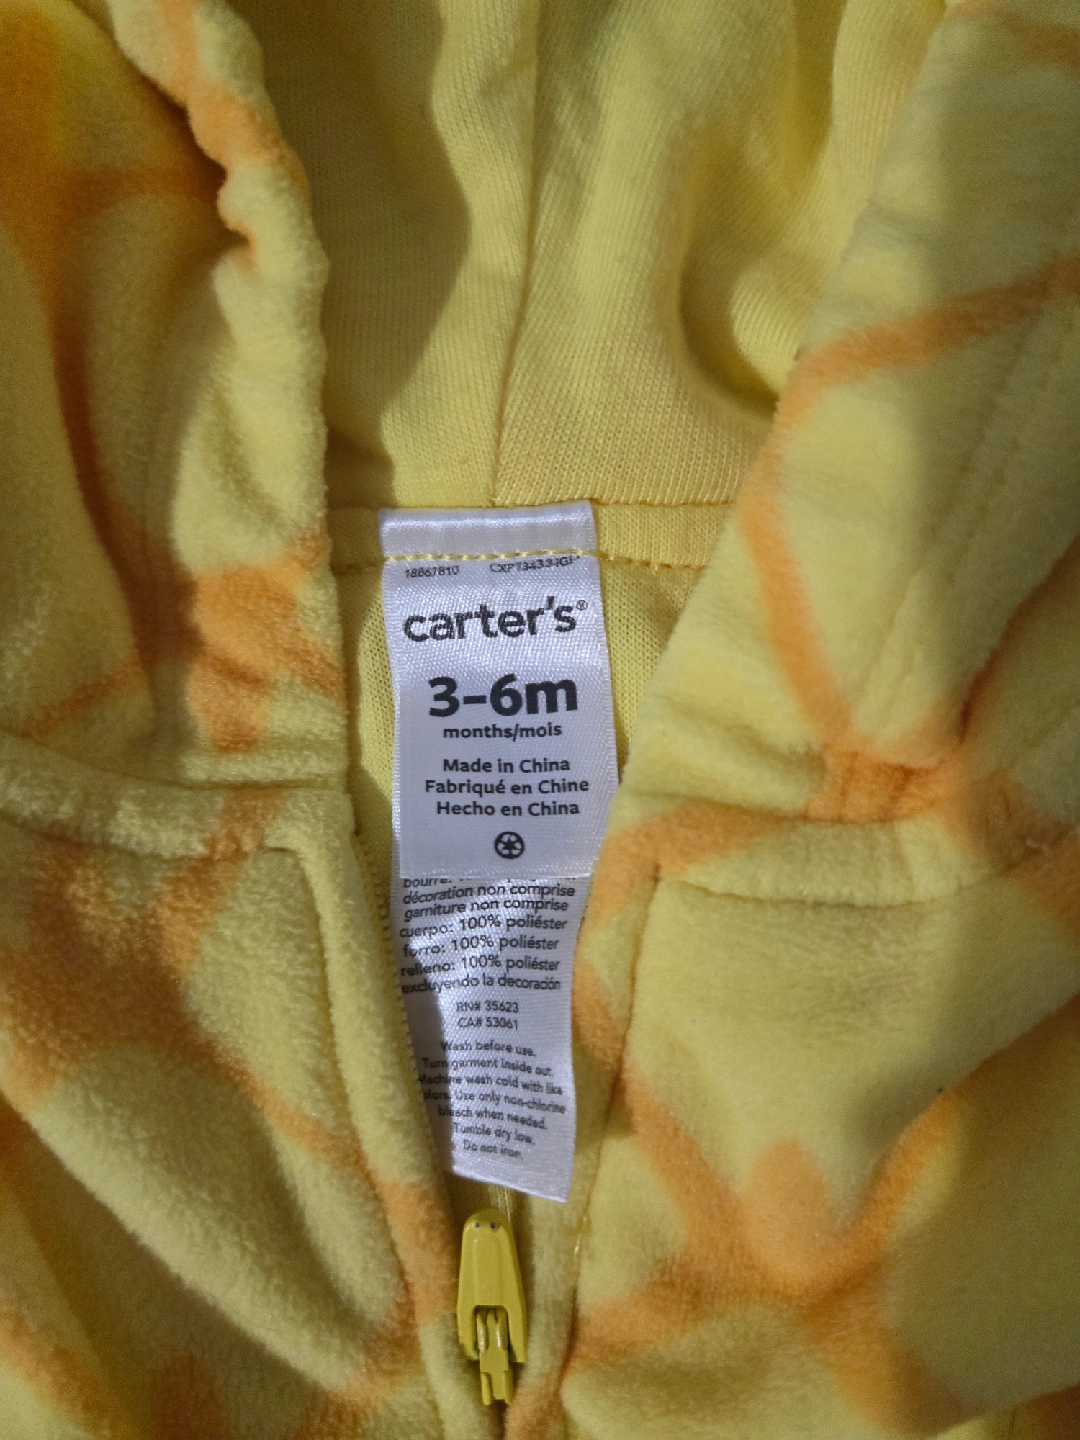 18867810
carter's®
3-6m
months/mois
Made in China
Fabriqué en Chine
Hecho en China
bourre:
décoration non comprise
garniture non comprise
cuerpo: 100% poliéster
forro: 100% poliéster
relleno: 100% poliéster
excluyendo la decoración
RN# 35623
CA# 53061
Wash before use.
Turn garment inside out.
Machine wash cold with like
colors. Use only non-chlorine
bleach when needed.
Tumble dry low.
Do not iron.